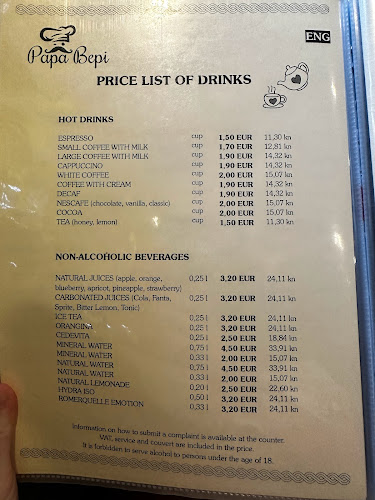 Papa Bepi
ENG
PRICE LIST OF DRINKS
HOT DRINKS
ESPRESSO cup 1,50 EUR 11,30 kn
SMALL COFFEE WITH MILK cup 1,70 EUR 12,81 kn
LARGE COFFEE WITH MILK cup 1,90 EUR 14,32 kn
CAPPUCCINO cup 1,90 EUR 14,32 kn
WHITE COFFEE cup 2,00 EUR 15,07 kn
COFFEE WITH CREAM cup 1,90 EUR 14,32 kn
DECAF cup 1,90 EUR 14,32 kn
NESCAFE (chocolate, vanilla, classic) cup 2,00 EUR 15,07 kn
COCOA cup 2,00 EUR 15,07 kn
TEA (honey, lemon) cup 1,50 EUR 11,30 kn
NON-ALCOHOLIC BEVERAGES
NATURAL JUICES (apple, orange, 0,25 l 3,20 EUR 24,11 kn
blueberry, apricot, pineapple, strawberry)
CARBONATED JUICES (Cola, Fanta, 0,25 l 3,20 EUR 24,11 kn
Sprite, Bitter Lemon, Tonic)
ICE TEA 0,25 l 3,20 EUR 24,11 kn
ORANGINA 0,25 l 3,20 EUR 24,11 kn
CEDEVITA 0,25 l 2,50 EUR 18,84 kn
MINERAL WATER 0,75 l 4,50 EUR 33,91 kn
MINERAL WATER 0,33 l 2,00 EUR 15,07 kn
NATURAL WATER 0,75 l 4,50 EUR 33,91 kn
NATURAL WATER 0,33 l 2,00 EUR 15,07 kn
NATURAL LEMONADE 0,20 l 2,50 EUR 22,60 kn
HYDRA ISO 0,50 l 3,20 EUR 24,11 kn
ROMERQUELLE EMOTION 0,33 l 3,20 EUR 24,11 kn
Information on how to submit a complaint is available at the counter.
VAT, service and couvert are included in the price.
It is forbidden to serve alcohol to persons under the age of 18.